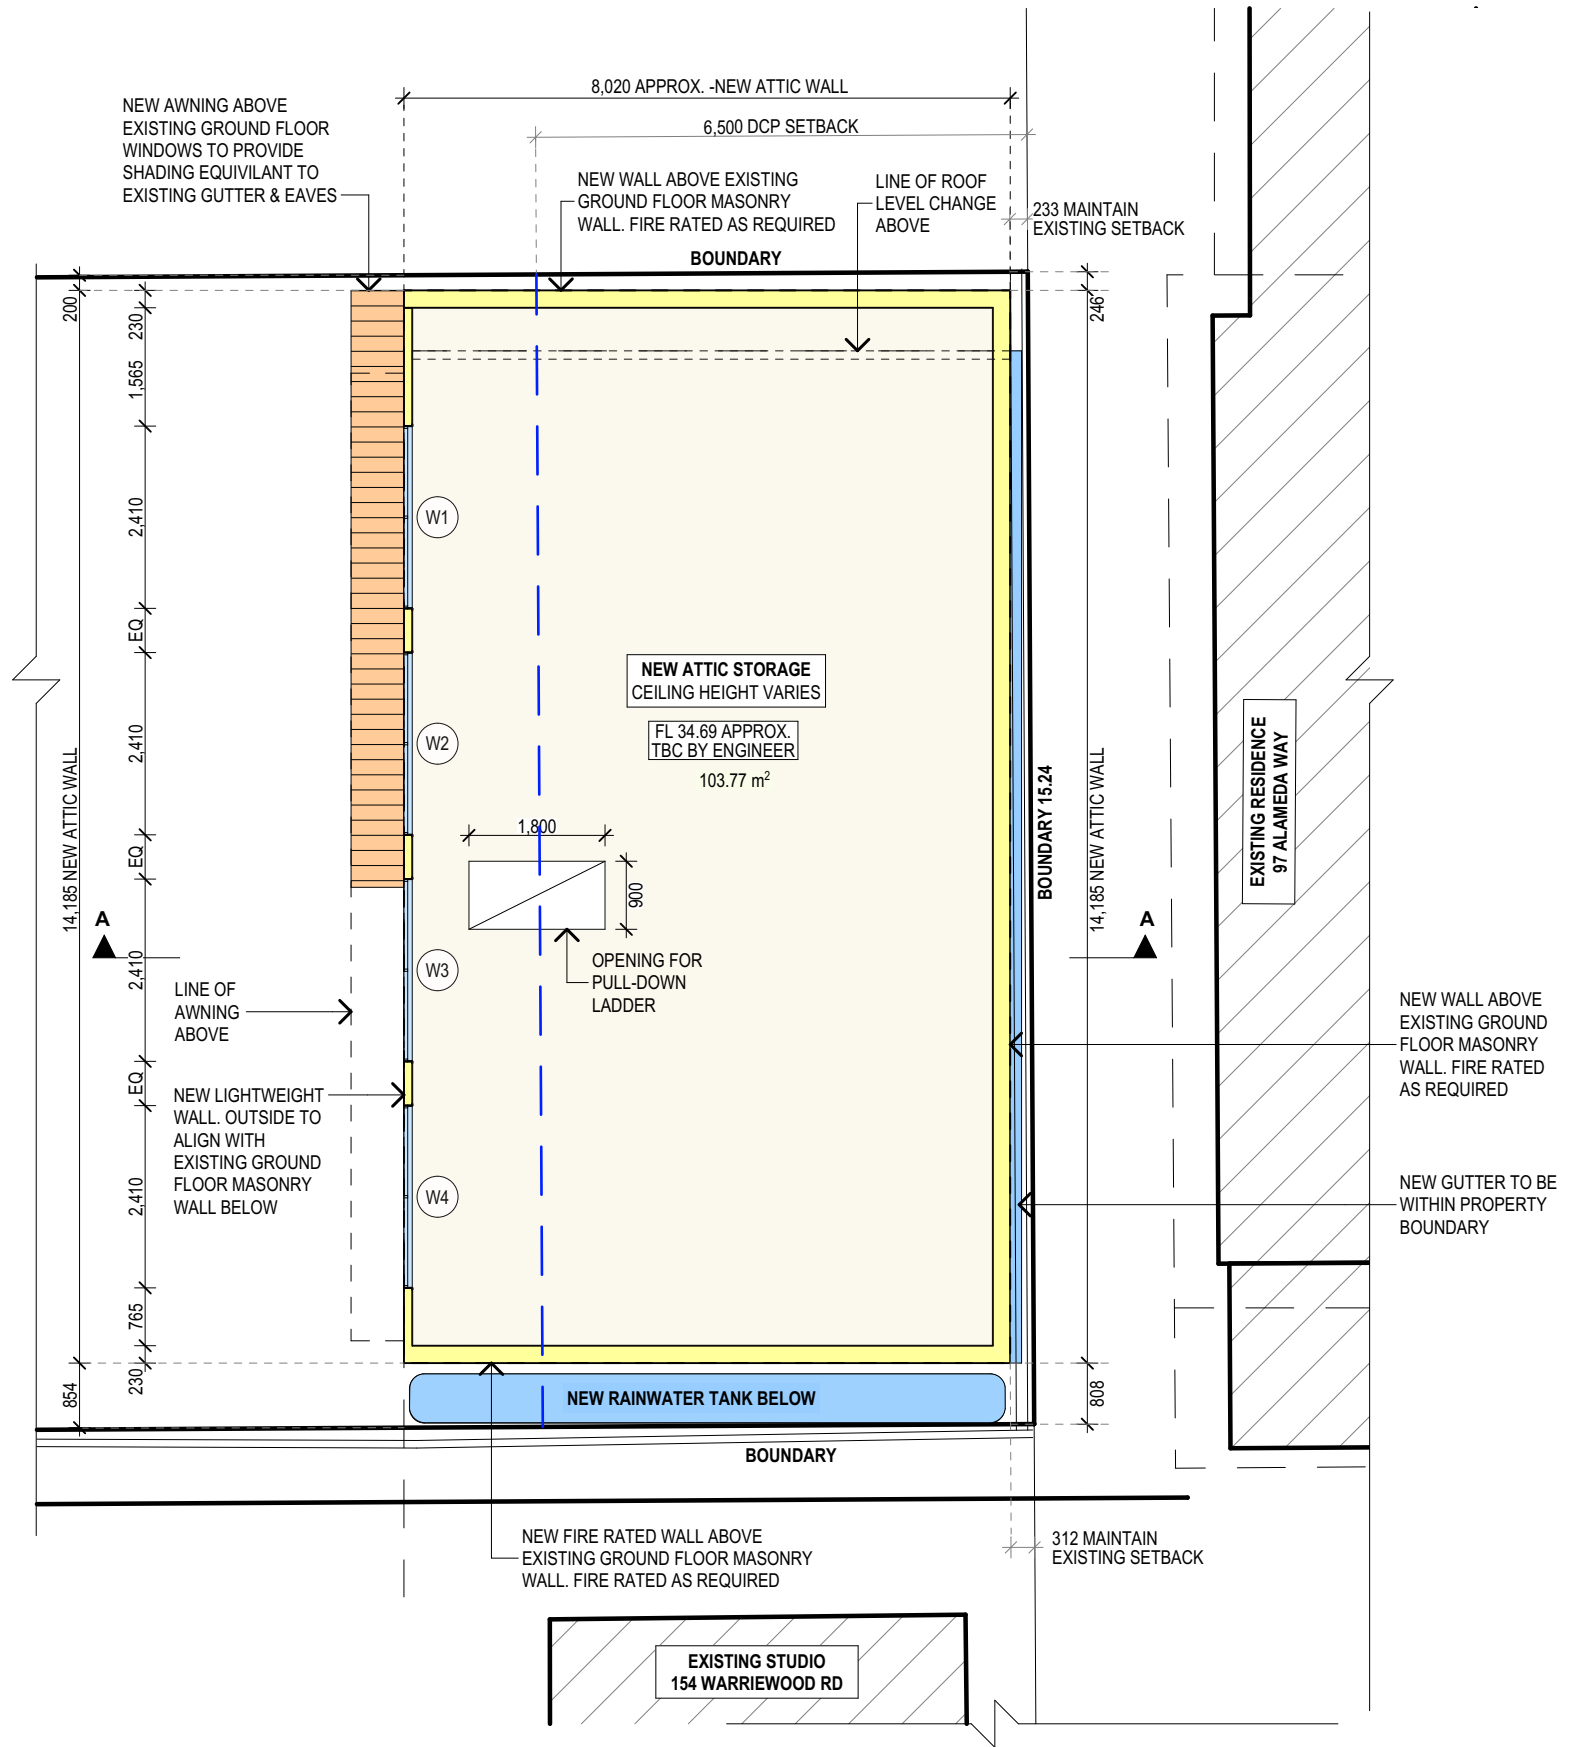 8,020 APPROX. -NEW ATTIC WALL
6,500 DCP SETBACK
NEW AWNING ABOVE
EXISTING GROUND FLOOR
WINDOWS TO PROVIDE
SHADING EQUIVILANT TO
EXISTING GUTTER & EAVES
NEW WALL ABOVE EXISTING
GROUND FLOOR MASONRY
WALL. FIRE RATED AS REQUIRED
LINE OF ROOF
LEVEL CHANGE
ABOVE
233 MAINTAIN
EXISTING SETBACK
BOUNDARY
200
230
1,565
2,410
EQ
2,410
EQ
2,410
EQ
2,410
765
230
14,185 NEW ATTIC WALL
854
246
14,185 NEW ATTIC WALL
808
W1
W2
W3
W4
NEW ATTIC STORAGE
CEILING HEIGHT VARIES
FL 34.69 APPROX.
TBC BY ENGINEER
103.77 m²
1,800
900
OPENING FOR
PULL-DOWN
LADDER
BOUNDARY 15.24
EXISTING RESIDENCE
97 ALAMEDA WAY
A
A
LINE OF
AWNING
ABOVE
NEW LIGHTWEIGHT
WALL. OUTSIDE TO
ALIGN WITH
EXISTING GROUND
FLOOR MASONRY
WALL BELOW
NEW WALL ABOVE
EXISTING GROUND
FLOOR MASONRY
WALL. FIRE RATED
AS REQUIRED
NEW GUTTER TO BE
WITHIN PROPERTY
BOUNDARY
NEW RAINWATER TANK BELOW
BOUNDARY
NEW FIRE RATED WALL ABOVE
EXISTING GROUND FLOOR MASONRY
WALL. FIRE RATED AS REQUIRED
312 MAINTAIN
EXISTING SETBACK
EXISTING STUDIO
154 WARRIEWOOD RD